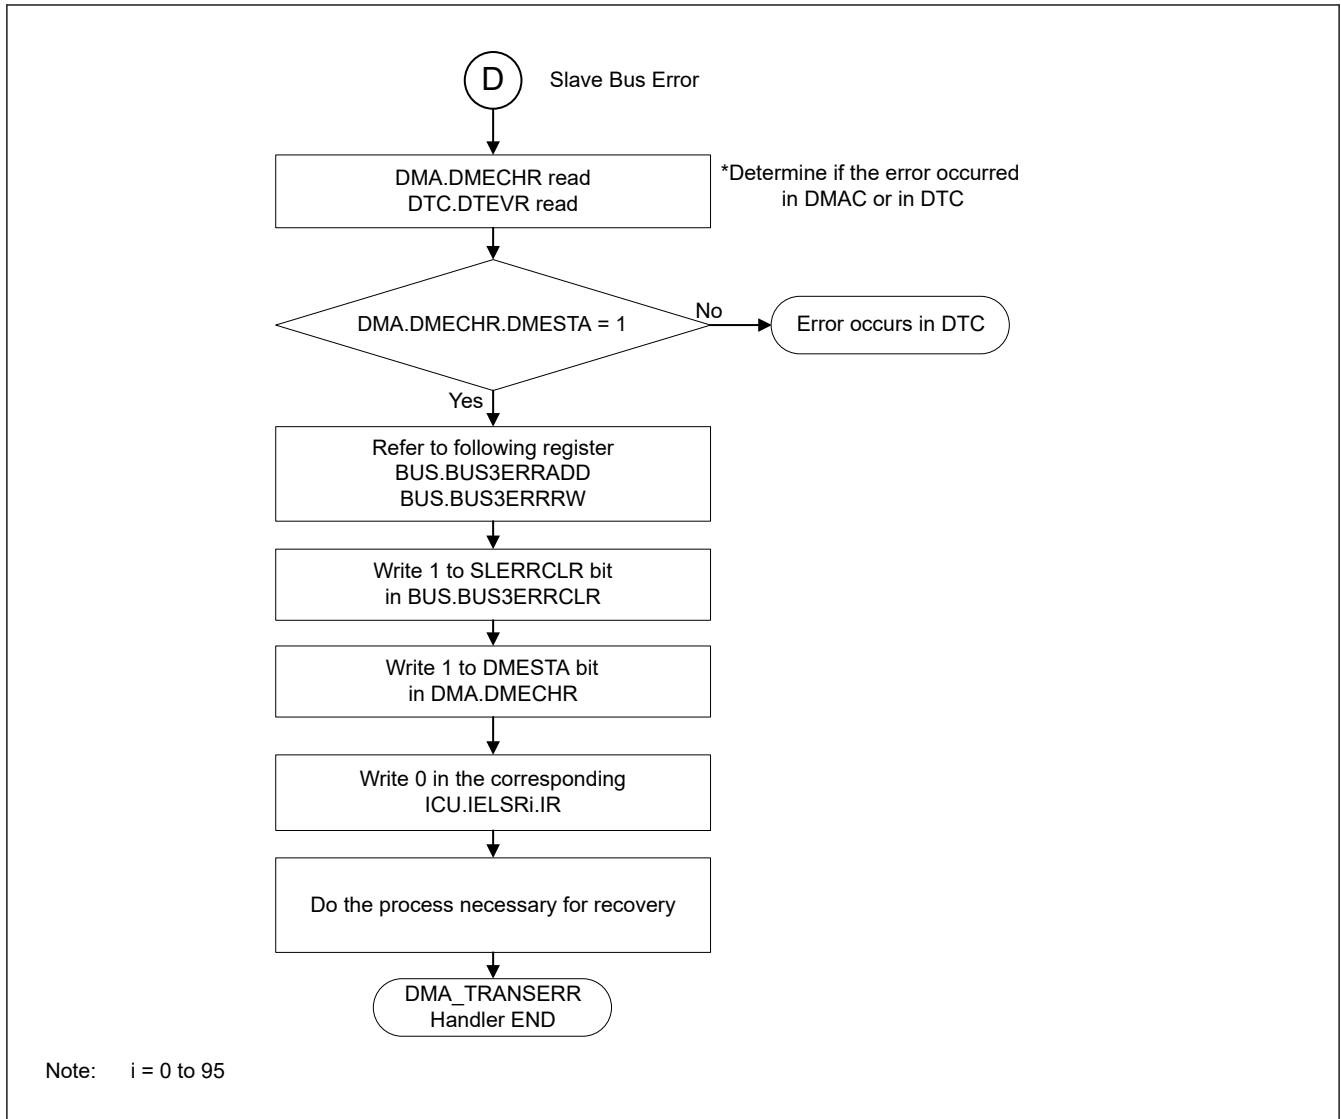 D
Slave Bus Error
DMA.DMECHR read
DTC.DTEVR read
*Determine if the error occurred
in DMAC or in DTC
DMA.DMECHR.DMESTA = 1
No
Error occurs in DTC
Yes
Refer to following register
BUS.BUS3ERRADD
BUS.BUS3ERRRW
Write 1 to SLERRCLR bit
in BUS.BUS3ERRCLR
Write 1 to DMESTA bit
in DMA.DMECHR
Write 0 in the corresponding
ICU.IELSRi.IR
Do the process necessary for recovery
DMA_TRANSERR
Handler END
Note: i = 0 to 95